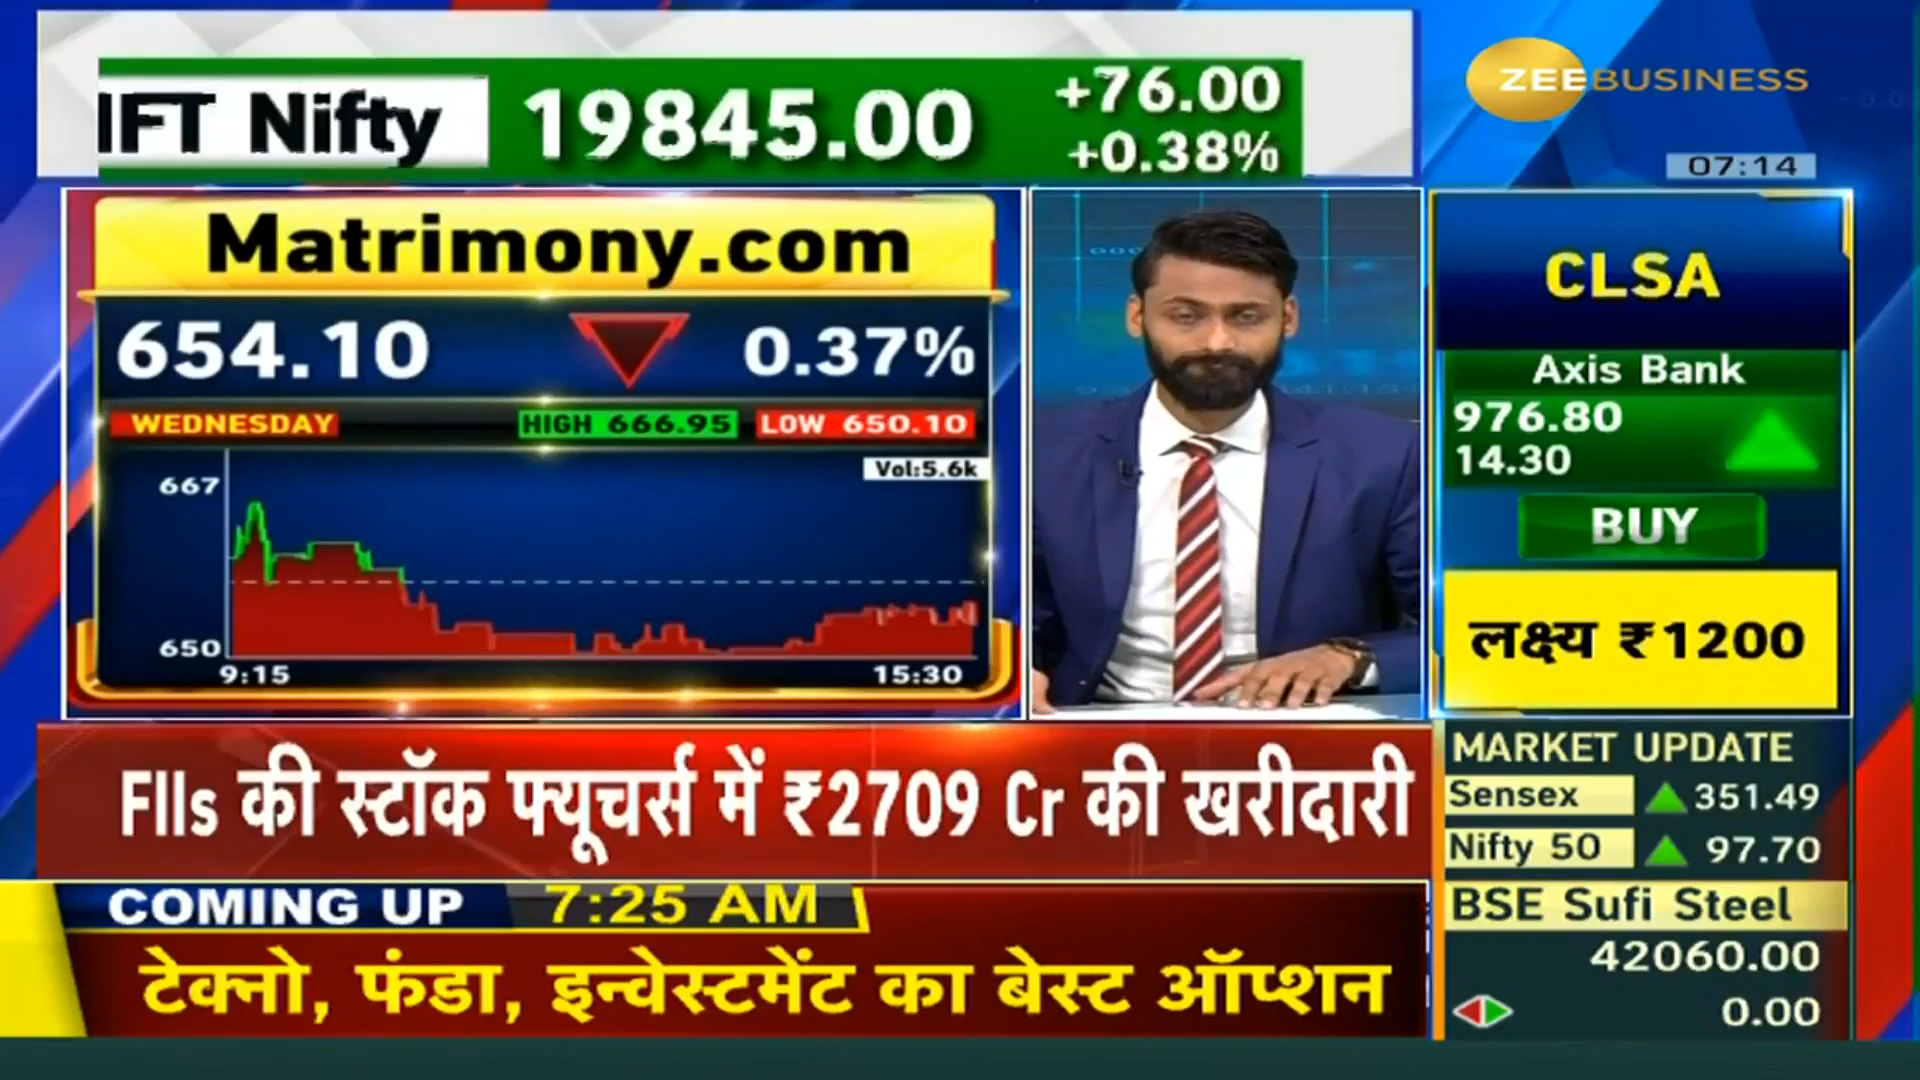 IFT Nifty
19845.00
+76.00
+0.38%
ZEEBUSINESS
07:14
Matrimony.com
654.10
0.37%
WEDNESDAY
HIGH 666.95
LOW 650.10
Vol:5.6k
667
650
9:15
15:30
CLSA
Axis Bank
976.80
14.30
BUY
लक्ष्य ₹1200
FIIs की स्टॉक फ्यूचर्स में ₹2709 Cr की खरीदारी
MARKET UPDATE
Sensex 351.49
Nifty 50 97.70
BSE Sufi Steel
42060.00
0.00
COMING UP 7:25 AM
टेक्नो, फंडा, इन्वेस्टमेंट का बेस्ट ऑप्शन